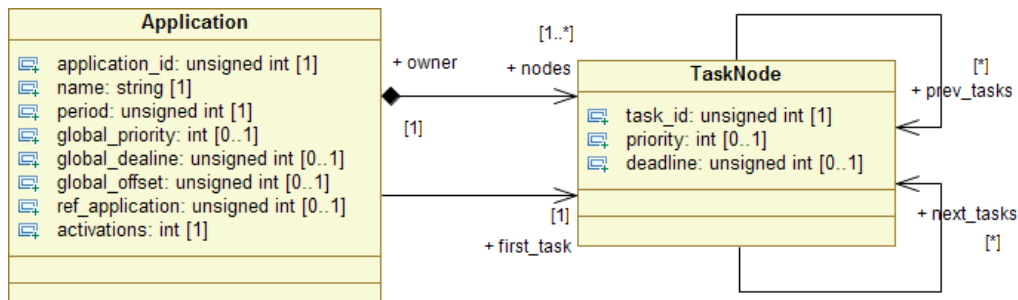 Application
application_id: unsigned int [1]
name: string [1]
period: unsigned int [1]
global_priority: int [0..1]
global_dealine: unsigned int [0..1]
global_offset: unsigned int [0..1]
ref_application: unsigned int [0..1]
activations: int [1]
+ owner
[1]
[1..*]
+ nodes
[1]
+ first_task
TaskNode
task_id: unsigned int [1]
priority: int [0..1]
deadline: unsigned int [0..1]
[*]
+ prev_tasks
+ next_tasks
[*]